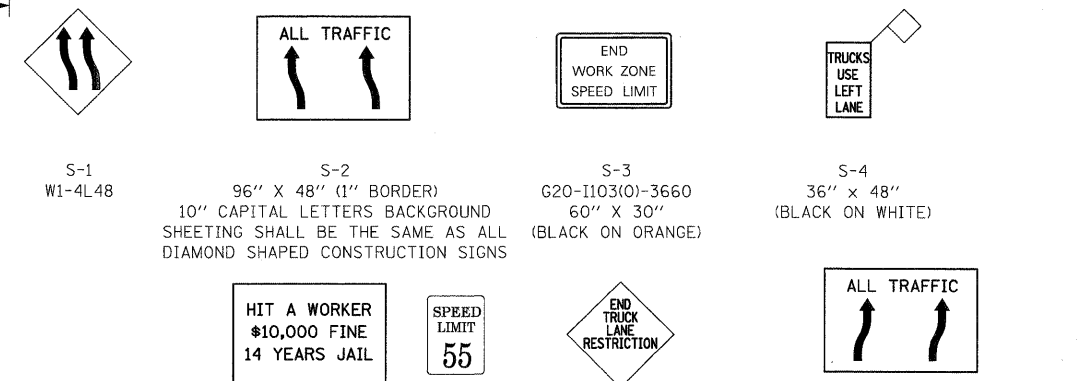 ALL TRAFFIC
END
WORK ZONE
SPEED LIMIT
TRUCKS
USE
LEFT
LANE
S-1
W1-4L48
S-2
96" X 48" (1" BORDER)
10" CAPITAL LETTERS BACKGROUND
SHEETING SHALL BE THE SAME AS ALL
DIAMOND SHAPED CONSTRUCTION SIGNS
S-3
G20-I103(O)-3660
60" X 30"
(BLACK ON ORANGE)
S-4
36" x 48"
(BLACK ON WHITE)
HIT A WORKER
$10,000 FINE
14 YEARS JAIL
SPEED
LIMIT
55
END
TRUCK
LANE
RESTRICTION
ALL TRAFFIC